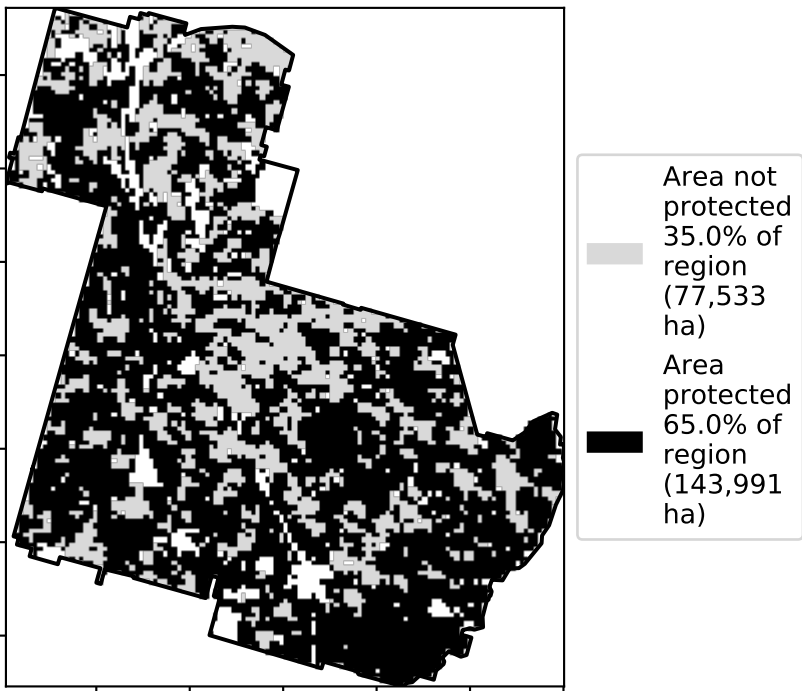 Area not
protected
35.0% of
region
(77,533
ha)
Area
protected
65.0% of
region
(143,991
ha)